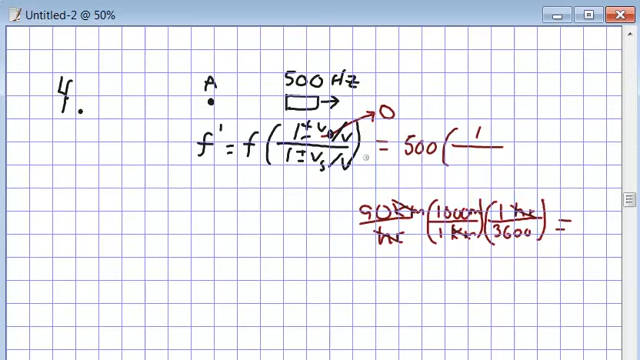 Untitled-2 @ 50%
4.
A
500 Hz
f' = f ( 1 ± v₀/v / 1 ± vs/v ) = 500 ( 1
0
90 km / hr ( 1000 m / 1 km ) ( 1 hr / 3600 ) =